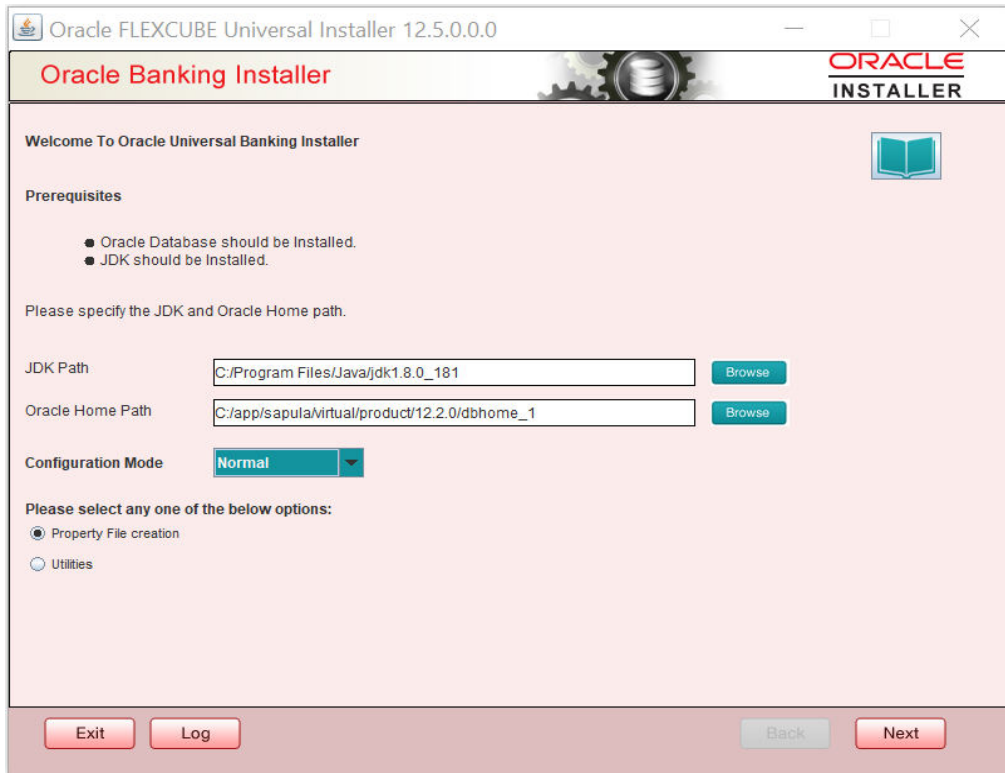 Oracle FLEXCUBE Universal Installer 12.5.0.0.0
Oracle Banking Installer
ORACLE
INSTALLER
Welcome To Oracle Universal Banking Installer
Prerequisites
Oracle Database should be Installed.
JDK should be Installed.
Please specify the JDK and Oracle Home path.
JDK Path
C:/Program Files/Java/jdk1.8.0_181
Browse
Oracle Home Path
C:/app/sapula/virtual/product/12.2.0/dbhome_1
Browse
Configuration Mode
Normal
Please select any one of the below options:
Property File creation
Utilities
Exit
Log
Back
Next